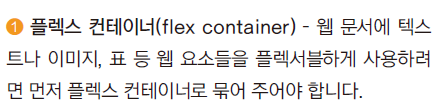 ❶ 플렉스 컨테이너(flex container) - 웹 문서에 텍스
트나 이미지, 표 등 웹 요소들을 플렉서블하게 사용하려
면 먼저 플렉스 컨테이너로 묶어 주어야 합니다.